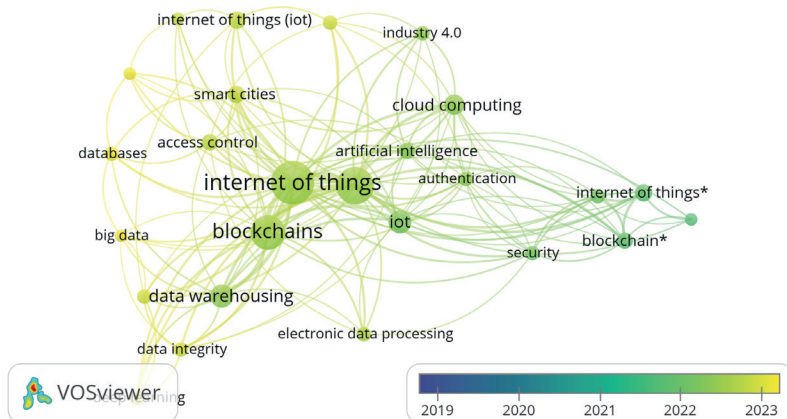 internet of things (iot)
industry 4.0
smart cities
cloud computing
access control
artificial intelligence
databases
authentication
internet of things
internet of things*
iot
blockchains
big data
blockchain*
security
data warehousing
electronic data processing
data integrity
VOSviewer
2019 2020 2021 2022 2023